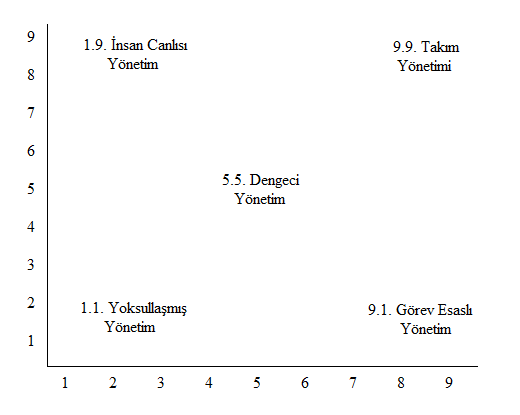 9
1.9. İnsan Canlısı
Yönetim
9.9. Takım
Yönetimi
8
7
6
5
5.5. Dengeci
Yönetim
4
3
2
1.1. Yoksullaşmış
Yönetim
9.1. Görev Esaslı
Yönetim
1
1 2 3 4 5 6 7 8 9